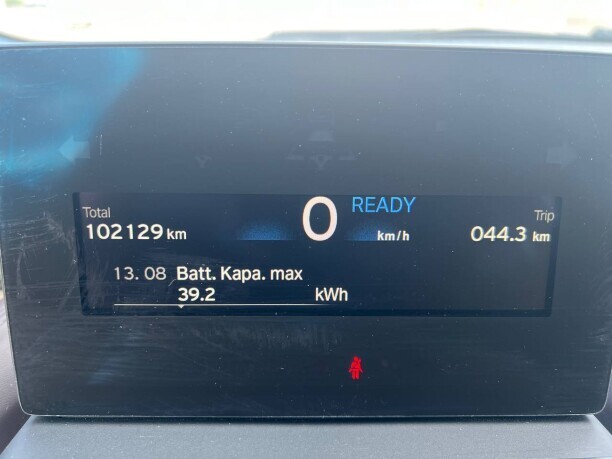 READY
Total
0
Trip
102129 km
km/h
044.3 km
13. 08 Batt. Kapa. max
39.2 kWh